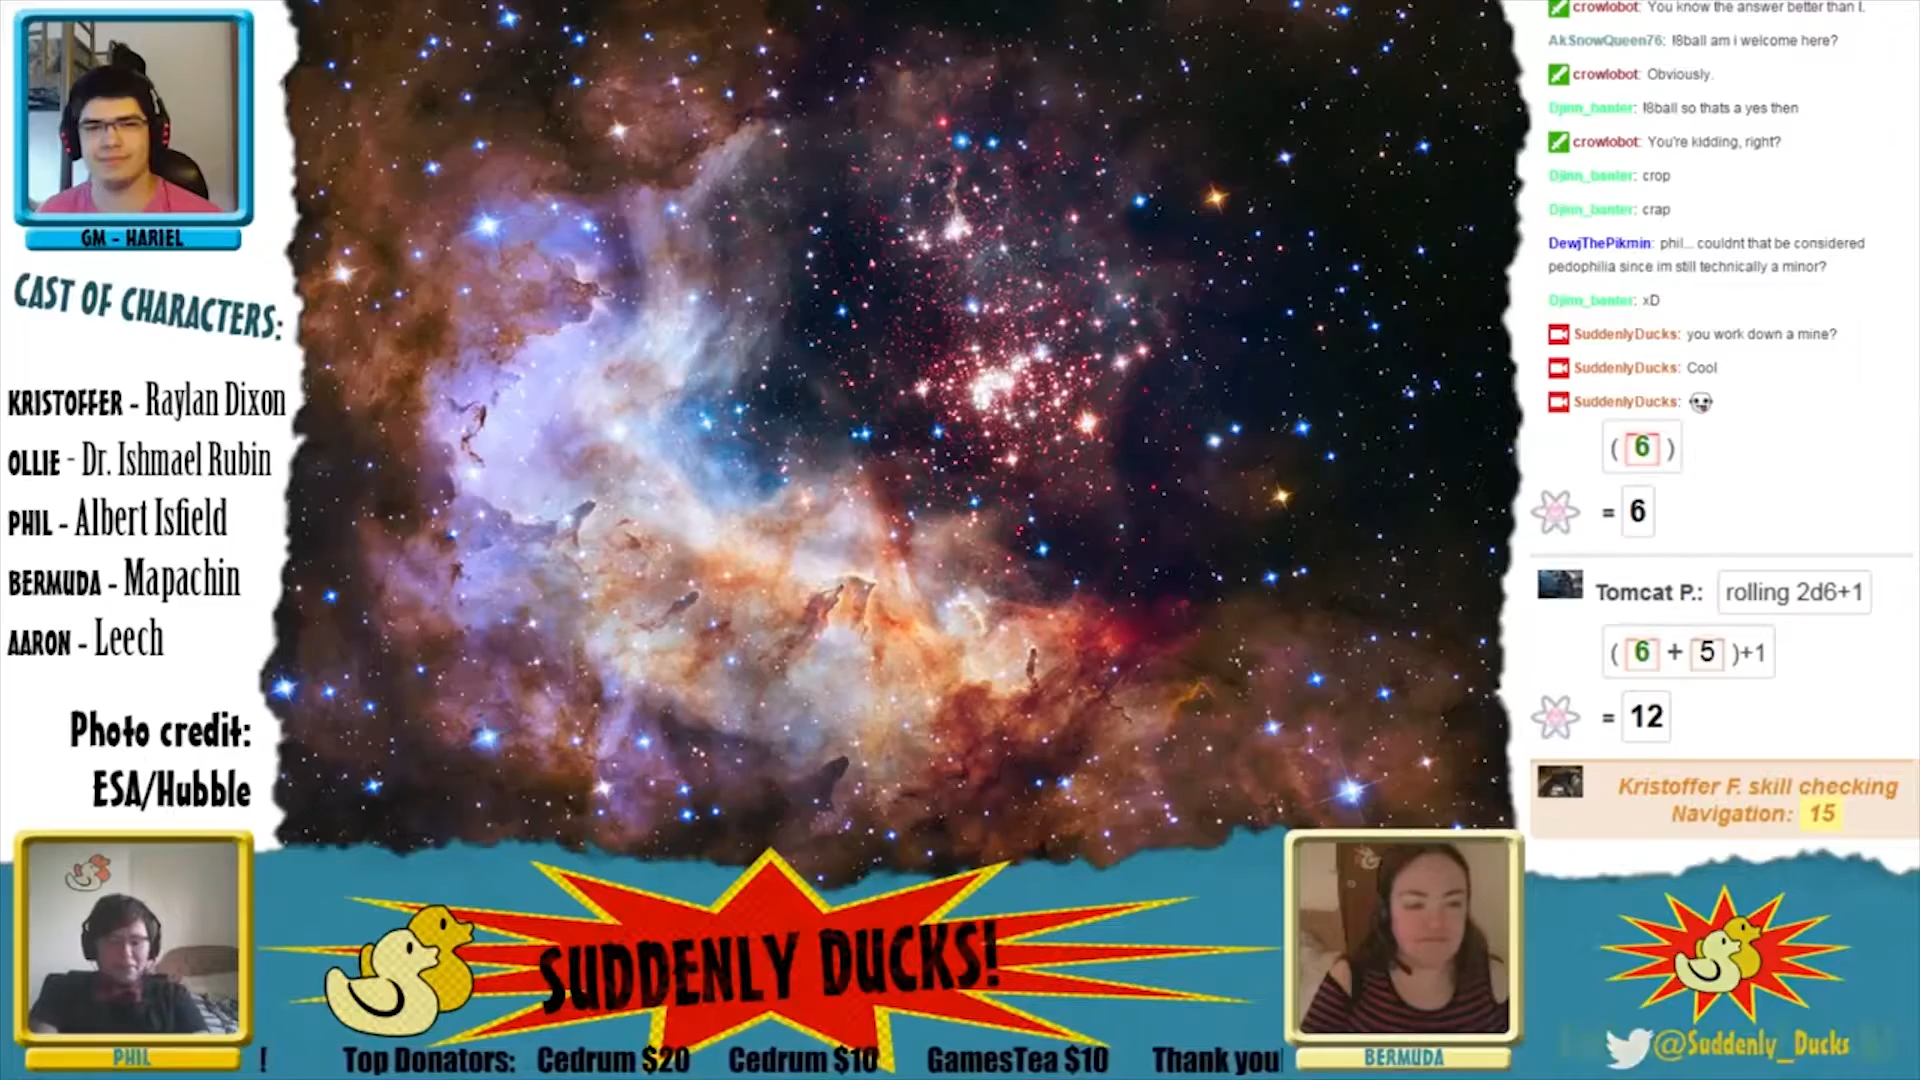 GM - HARIEL
CAST OF CHARACTERS:
KRISTOFFER - Raylan Dixon
OLLIE - Dr. Ishmael Rubin
PHIL - Albert Isfield
BERMUDA - Mapachin
AARON - Leech
Photo credit:
ESA/Hubble
PHIL
crowlobot: You know the answer better than I.
AkSnowQueen76: !8ball am i welcome here?
crowlobot: Obviously.
Djinn_banter: !8ball so thats a yes then
crowlobot: You're kidding, right?
Djinn_banter: crop
Djinn_banter: crap
DewjThePikmin: phil... couldnt that be considered
pedophilia since im still technically a minor?
Djinn_banter: xD
SuddenlyDucks: you work down a mine?
SuddenlyDucks: Cool
SuddenlyDucks:
( 6 )
= 6
Tomcat P.: rolling 2d6+1
( 6 + 5 )+1
= 12
Kristoffer F. skill checking
Navigation: 15
SUDDENLY DUCKS!
! Top Donators: Cedrum $20 Cedrum $10 GamesTea $10 Thank you
BERMUDA
@Suddenly_Ducks